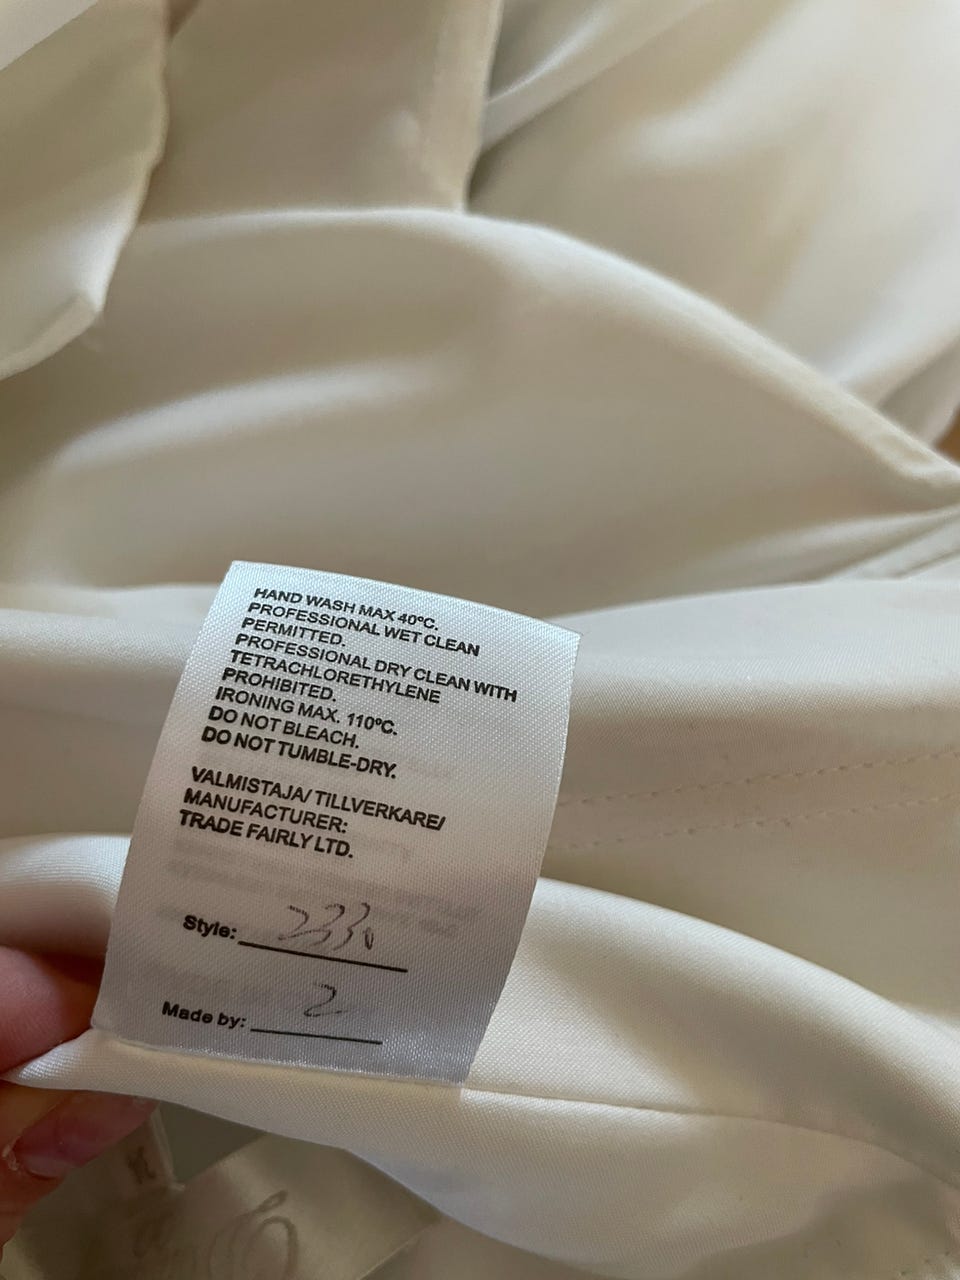 HAND WASH MAX 40ºC.
PROFESSIONAL WET CLEAN
PERMITTED.
PROFESSIONAL DRY CLEAN WITH
TETRACHLORETHYLENE
PROHIBITED.
IRONING MAX. 110ºC.
DO NOT BLEACH.
DO NOT TUMBLE-DRY.
VALMISTAJA/ TILLVERKARE/
MANUFACTURER:
TRADE FAIRLY LTD.
Style: 2330
Made by: 2